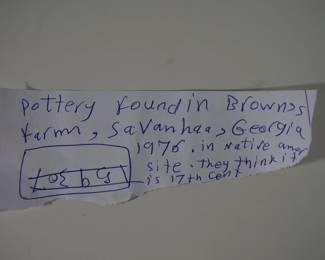 pottery found in Browns
farm, Savanhaa, Georgia
1976. in native amer
site. they think it
is 17th cent